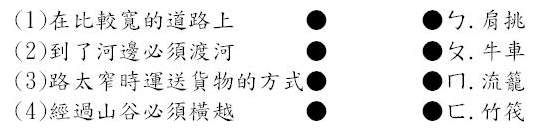 (1)在比較寬的道路上 ● ●ㄅ.肩挑
(2)到了河邊必須渡河 ● ●ㄆ.牛車
(3)路太窄時運送貨物的方式● ●ㄇ.流籠
(4)經過山谷必須橫越 ● ●ㄈ.竹筏